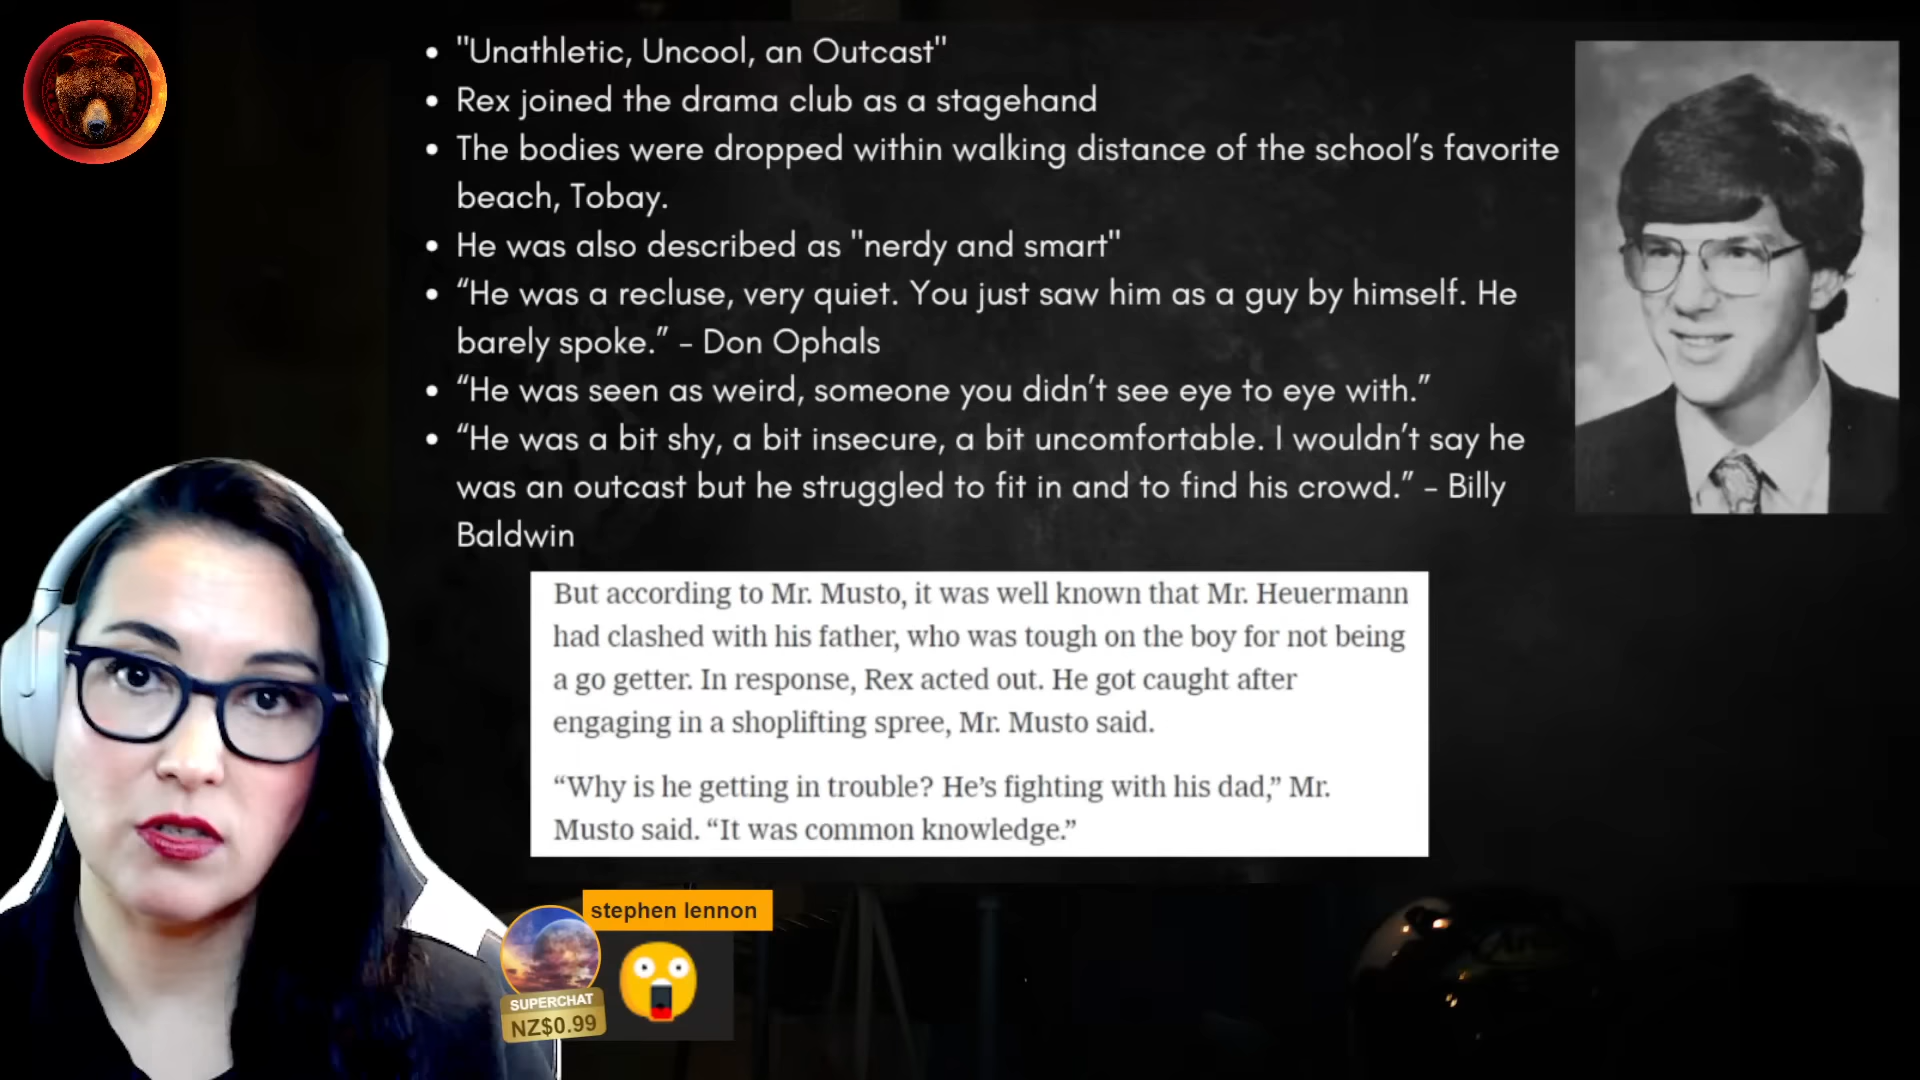 • "Unathletic, Uncool, an Outcast"
• Rex joined the drama club as a stagehand
• The bodies were dropped within walking distance of the school’s favorite
beach, Tobay.
• He was also described as "nerdy and smart"
• “He was a recluse, very quiet. You just saw him as a guy by himself. He
barely spoke.” - Don Ophals
• “He was seen as weird, someone you didn’t see eye to eye with.”
• “He was a bit shy, a bit insecure, a bit uncomfortable. I wouldn’t say he
was an outcast but he struggled to fit in and to find his crowd.” - Billy
Baldwin
But according to Mr. Musto, it was well known that Mr. Heuermann
had clashed with his father, who was tough on the boy for not being
a go getter. In response, Rex acted out. He got caught after
engaging in a shoplifting spree, Mr. Musto said.
“Why is he getting in trouble? He’s fighting with his dad,” Mr.
Musto said. “It was common knowledge.”
stephen lennon
SUPERCHAT
NZ$0.99